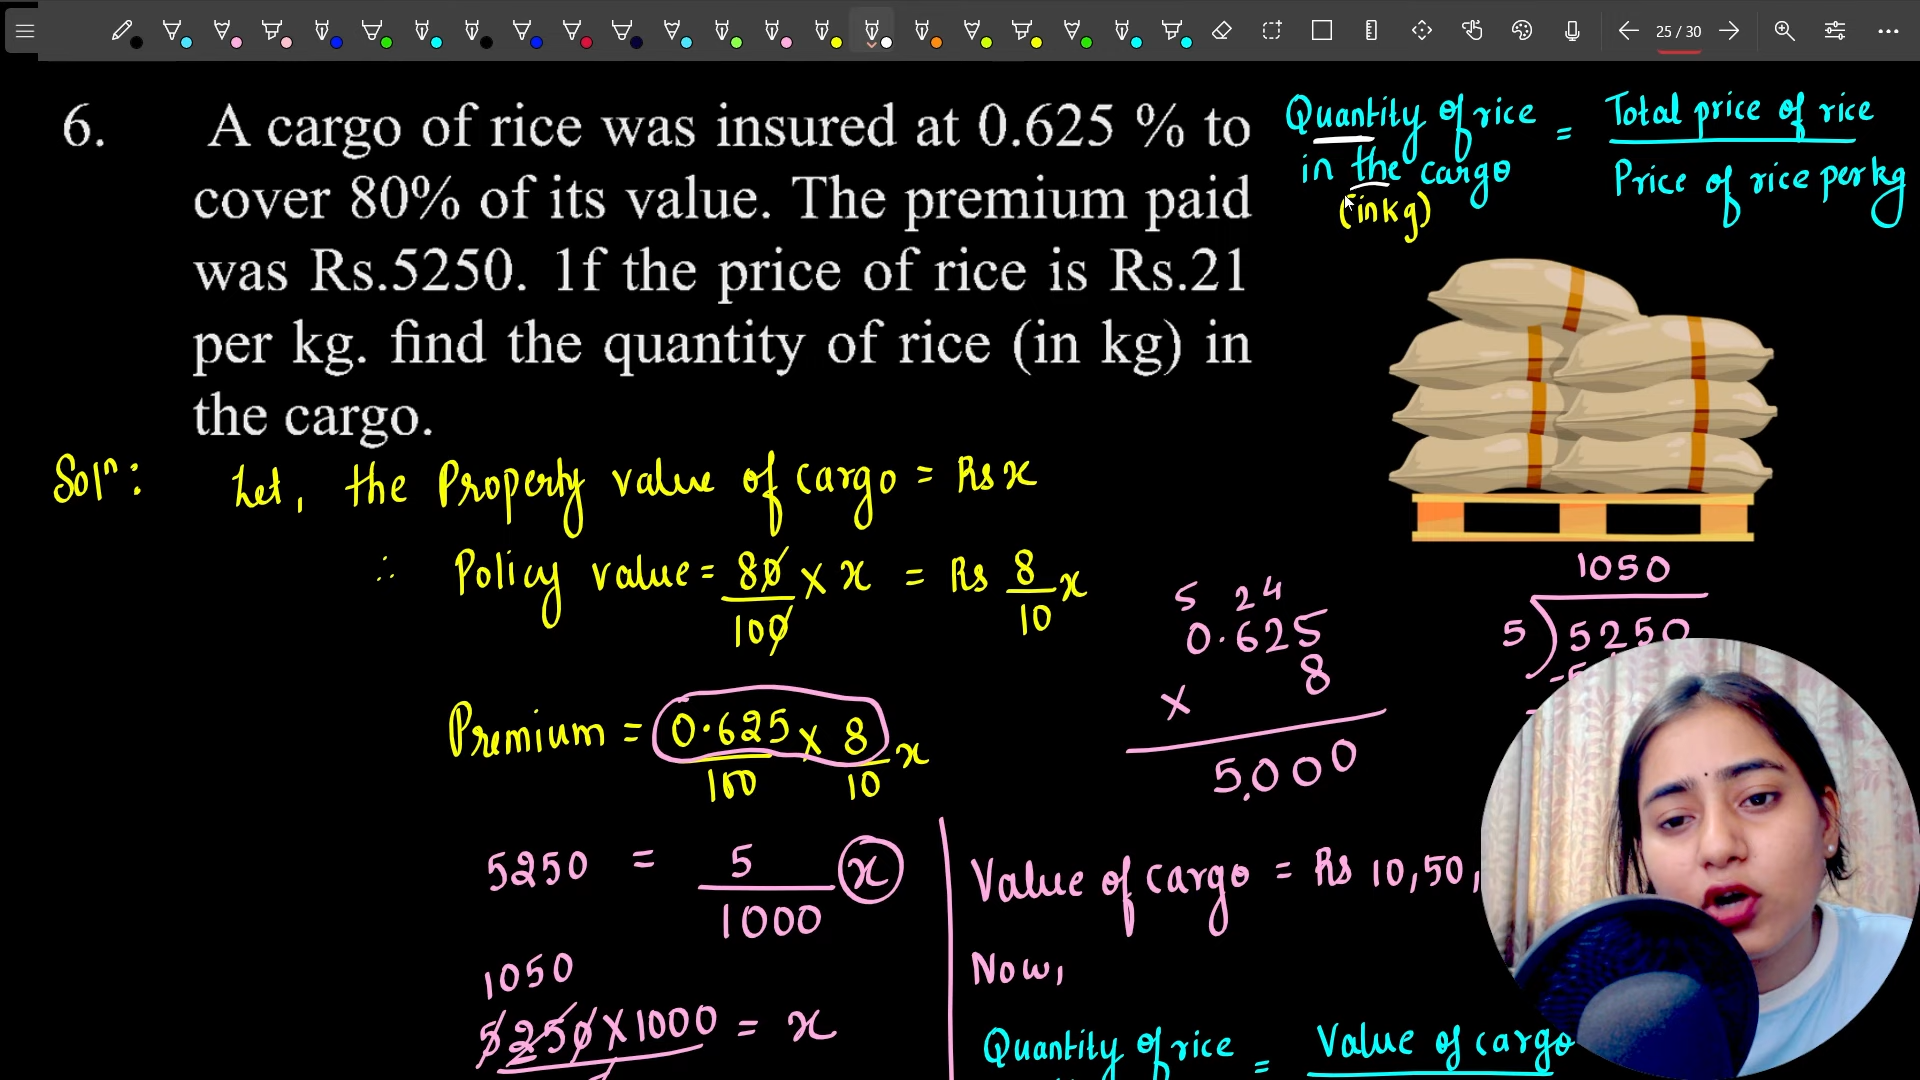 25 / 30
6. A cargo of rice was insured at 0.625 % to
cover 80% of its value. The premium paid
was Rs.5250. 1f the price of rice is Rs.21
per kg. find the quantity of rice (in kg) in
the cargo.
Quantity of rice in the cargo (in kg) = Total price of rice / Price of rice per kg
Solⁿ: Let, the Property value of cargo = Rs x
∴ Policy value = 80/100 × x = Rs 8/10 x
Premium = 0.625/100 × 8/10 x
5250 = 5/1000 x
1050
5250 × 1000 = x
5 24
0.625
× 8
5.000
1050
5)5250
-5
Value of cargo = Rs 10,50,
Now,
Quantity of rice = Value of cargo